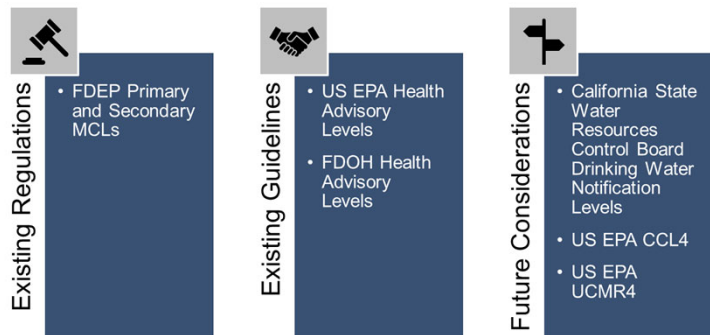 Existing Regulations
• FDEP Primary
and Secondary
MCLs
Existing Guidelines
• US EPA Health
Advisory
Levels
• FDOH Health
Advisory
Levels
Future Considerations
• California State
Water
Resources
Control Board
Drinking Water
Notification
Levels
• US EPA CCL4
• US EPA
UCMR4